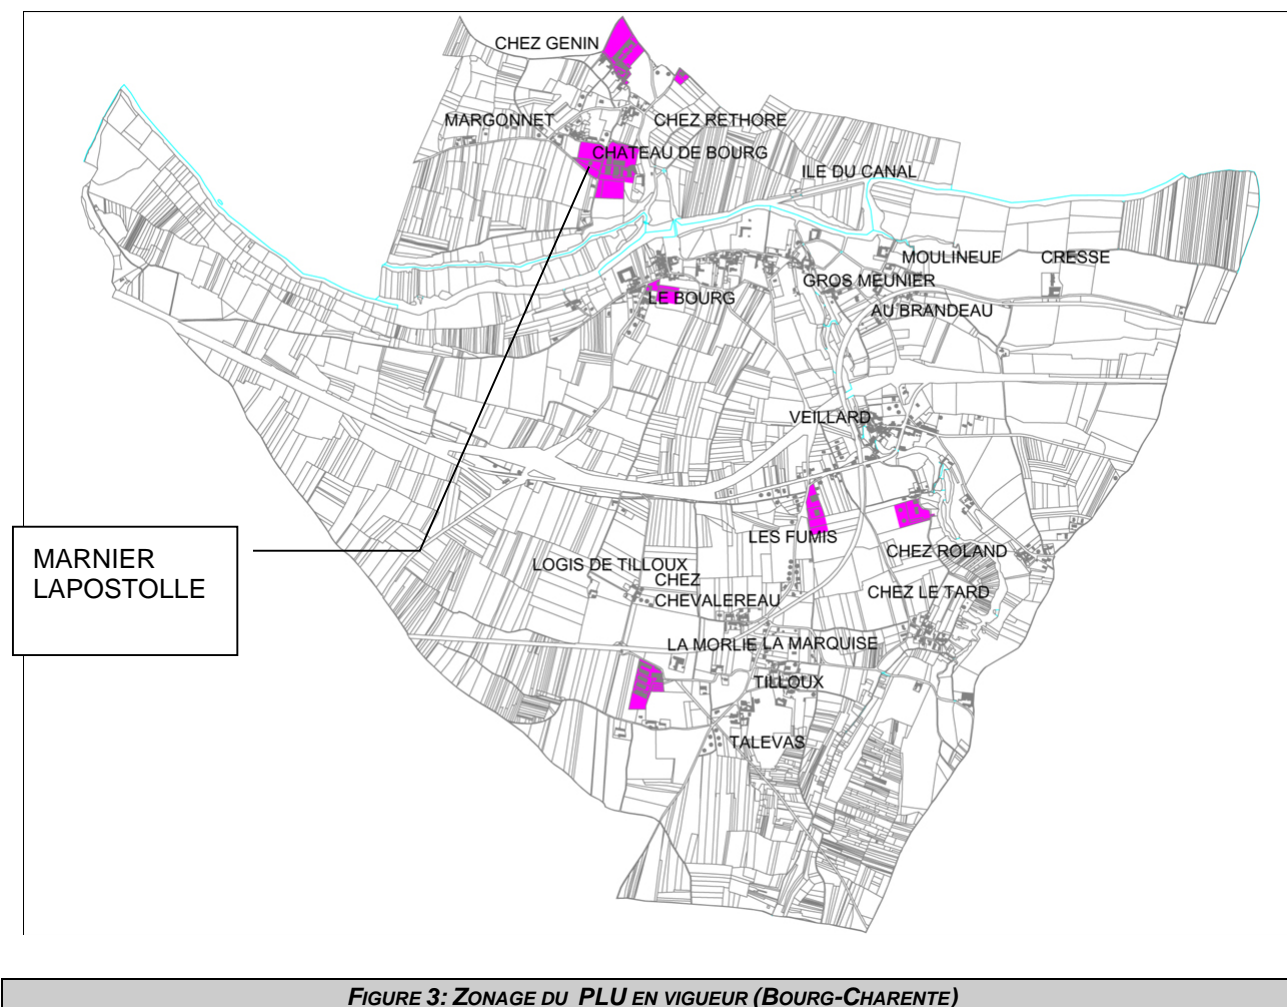 CHEZ GENIN
MARGONNET
CHEZ RETHORE
CHATEAU DE BOURG
ILE DU CANAL
MOULINEUF
CRESSE
GROS MEUNIER
LE BOURG
AU BRANDEAU
VEILLARD
LES FUMIS
MARNIER
LAPOSTOLLE
CHEZ ROLAND
LOGIS DE TILLOUX
CHEZ
CHEVALEREAU
CHEZ LE TARD
LA MORLIE
LA MARQUISE
TILLOUX
TALEVAS
FIGURE 3: ZONAGE DU PLU EN VIGUEUR (BOURG-CHARENTE)